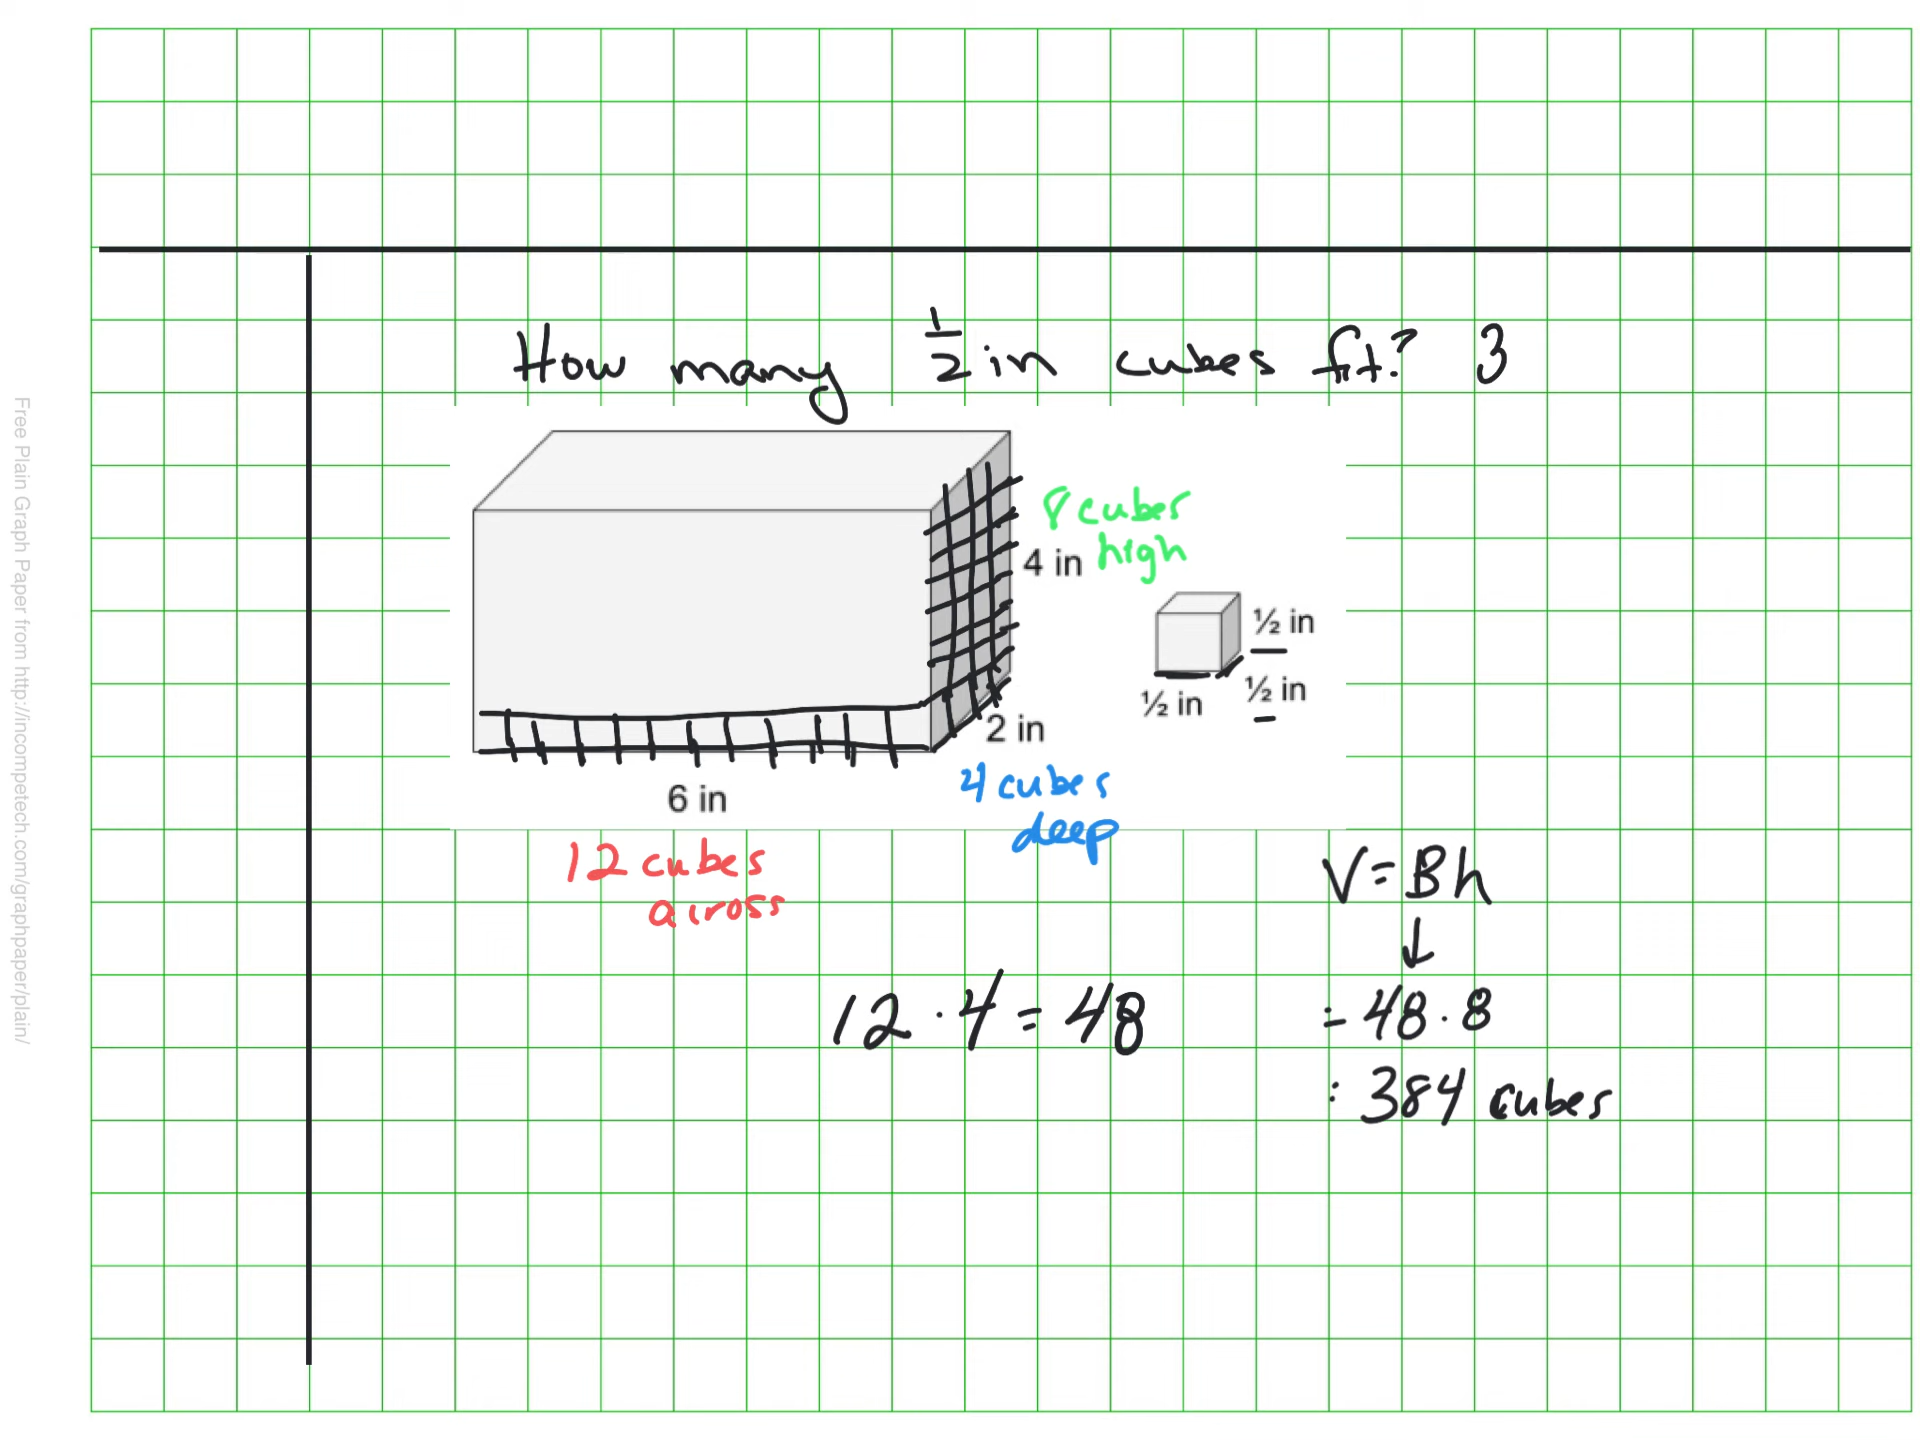 How many 1/2 in cubes fit? 3
8 cubes
high
4 in
½ in
½ in
½ in
2 in
6 in
4 cubes
deep
12 cubes
across
V = Bh
↓
12 · 4 = 48
= 48 · 8
: 384 cubes
Free Plain Graph Paper from http://incompetech.com/graphpaper/plain/